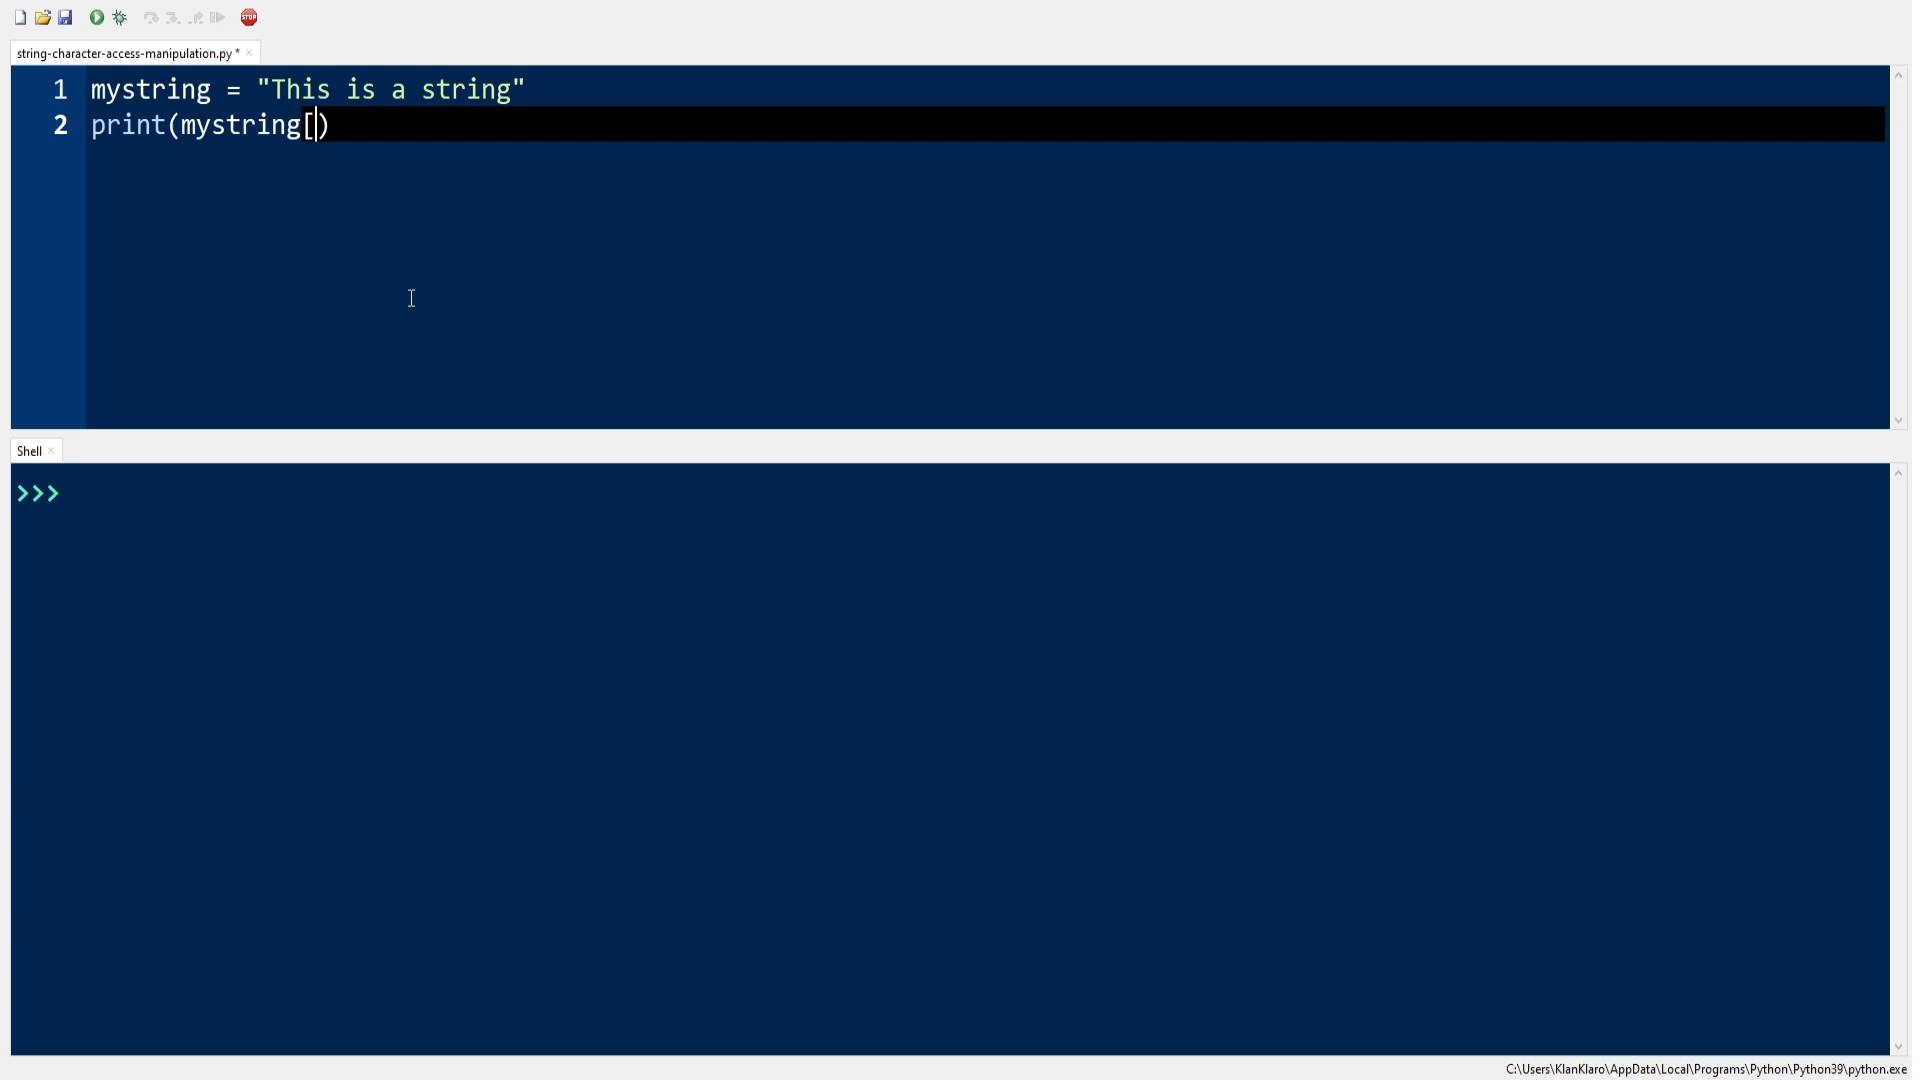 STOP
string-character-access-manipulation.py *
1 mystring = "This is a string"
2 print(mystring[)
Shell
>>>
C:\Users\KlanKlaro\AppData\Local\Programs\Python\Python39\python.exe